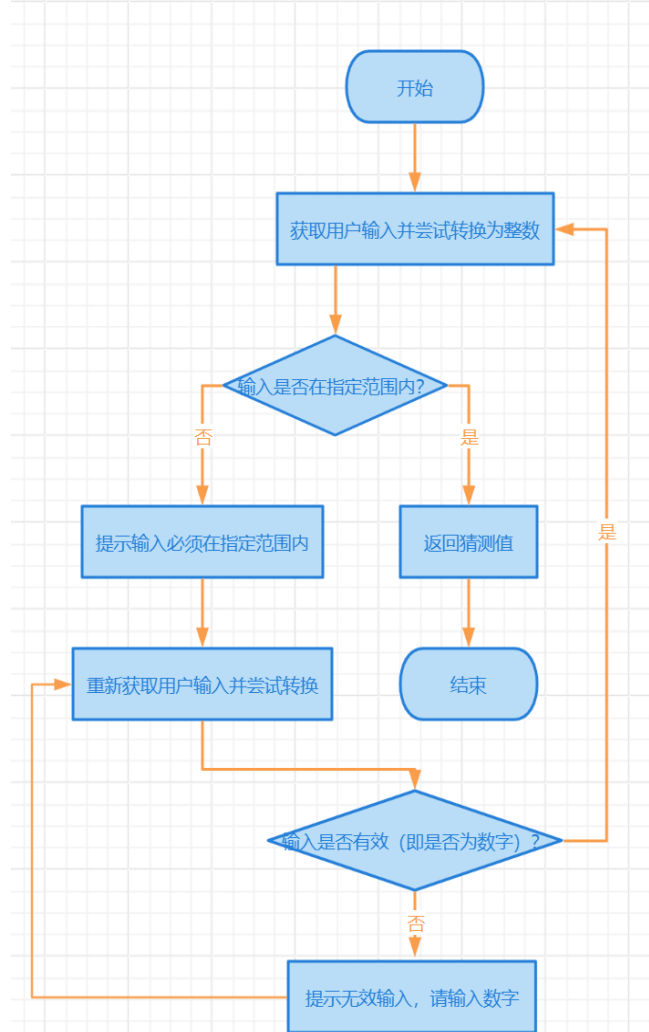 开始
获取用户输入并尝试转换为整数
输入是否在指定范围内?
否
是
提示输入必须在指定范围内
返回猜测值
是
重新获取用户输入并尝试转换
结束
输入是否有效（即是否为数字）?
否
提示无效输入，请输入数字